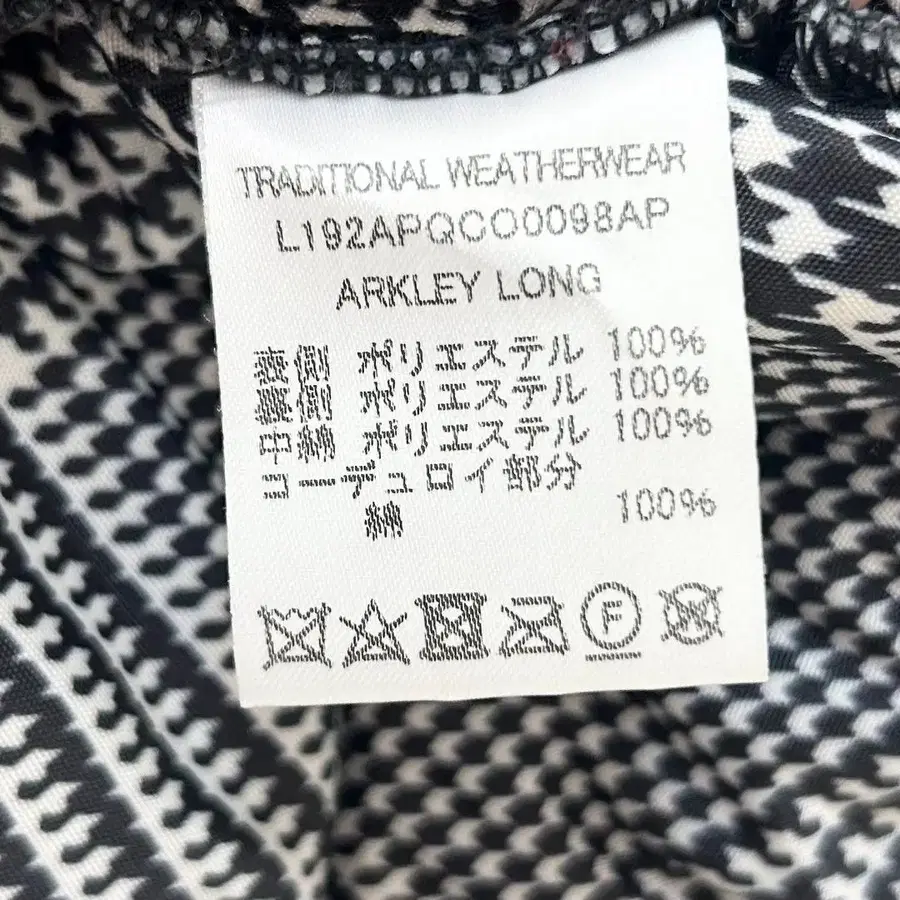 TRADITIONAL WEATHERWEAR
L192APQCO0098AP
ARKLEY LONG
表側 ポリエステル 100%
裏側 ポリエステル 100%
中綿 ポリエステル 100%
コーデュロイ部分
綿 100%
F
W